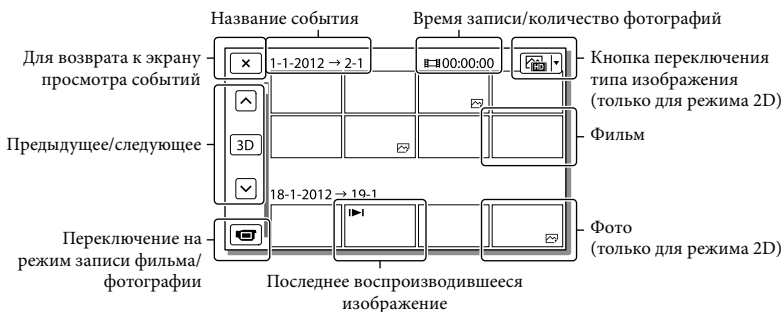 Название события
Время записи/количество фотографий
Для возврата к экрану
просмотра событий
1-1-2012 → 2-1
00:00:00
HD
Кнопка переключения
типа изображения
(только для режима 2D)
Предыдущее/следующее
3D
Фильм
18-1-2012 → 19-1
Переключение на
режим записи фильма/
фотографии
Последнее воспроизводившееся
изображение
Фото
(только для режима 2D)